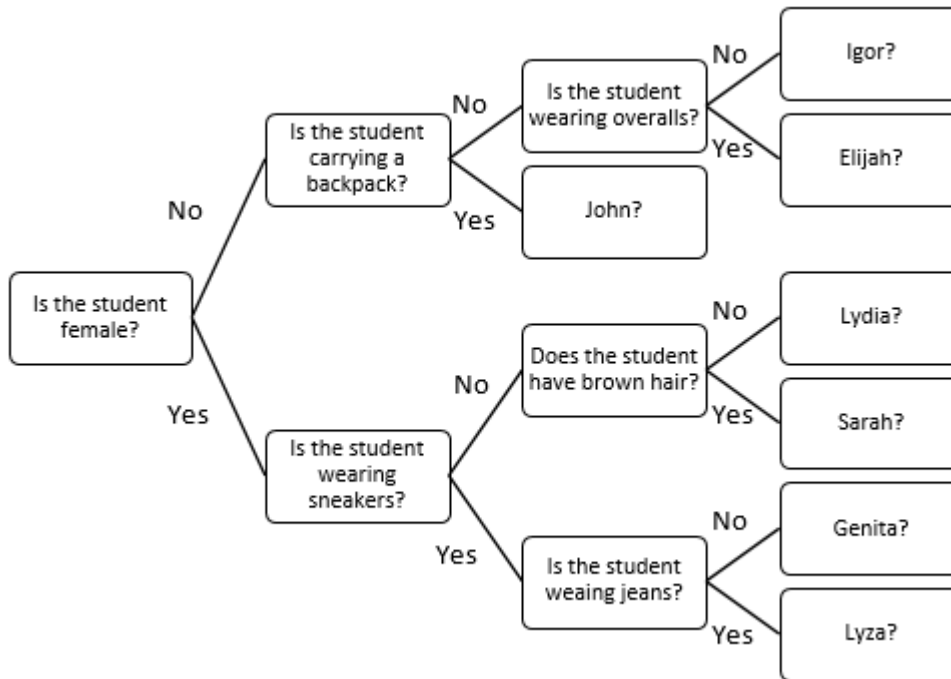 Is the student
female?
No
Yes
Is the student
carrying a
backpack?
No
Yes
Is the student
wearing overalls?
No
Yes
Igor?
Elijah?
John?
Is the student
wearing
sneakers?
No
Yes
Does the student
have brown hair?
No
Yes
Lydia?
Sarah?
Is the student
weaing jeans?
No
Yes
Genita?
Lyza?